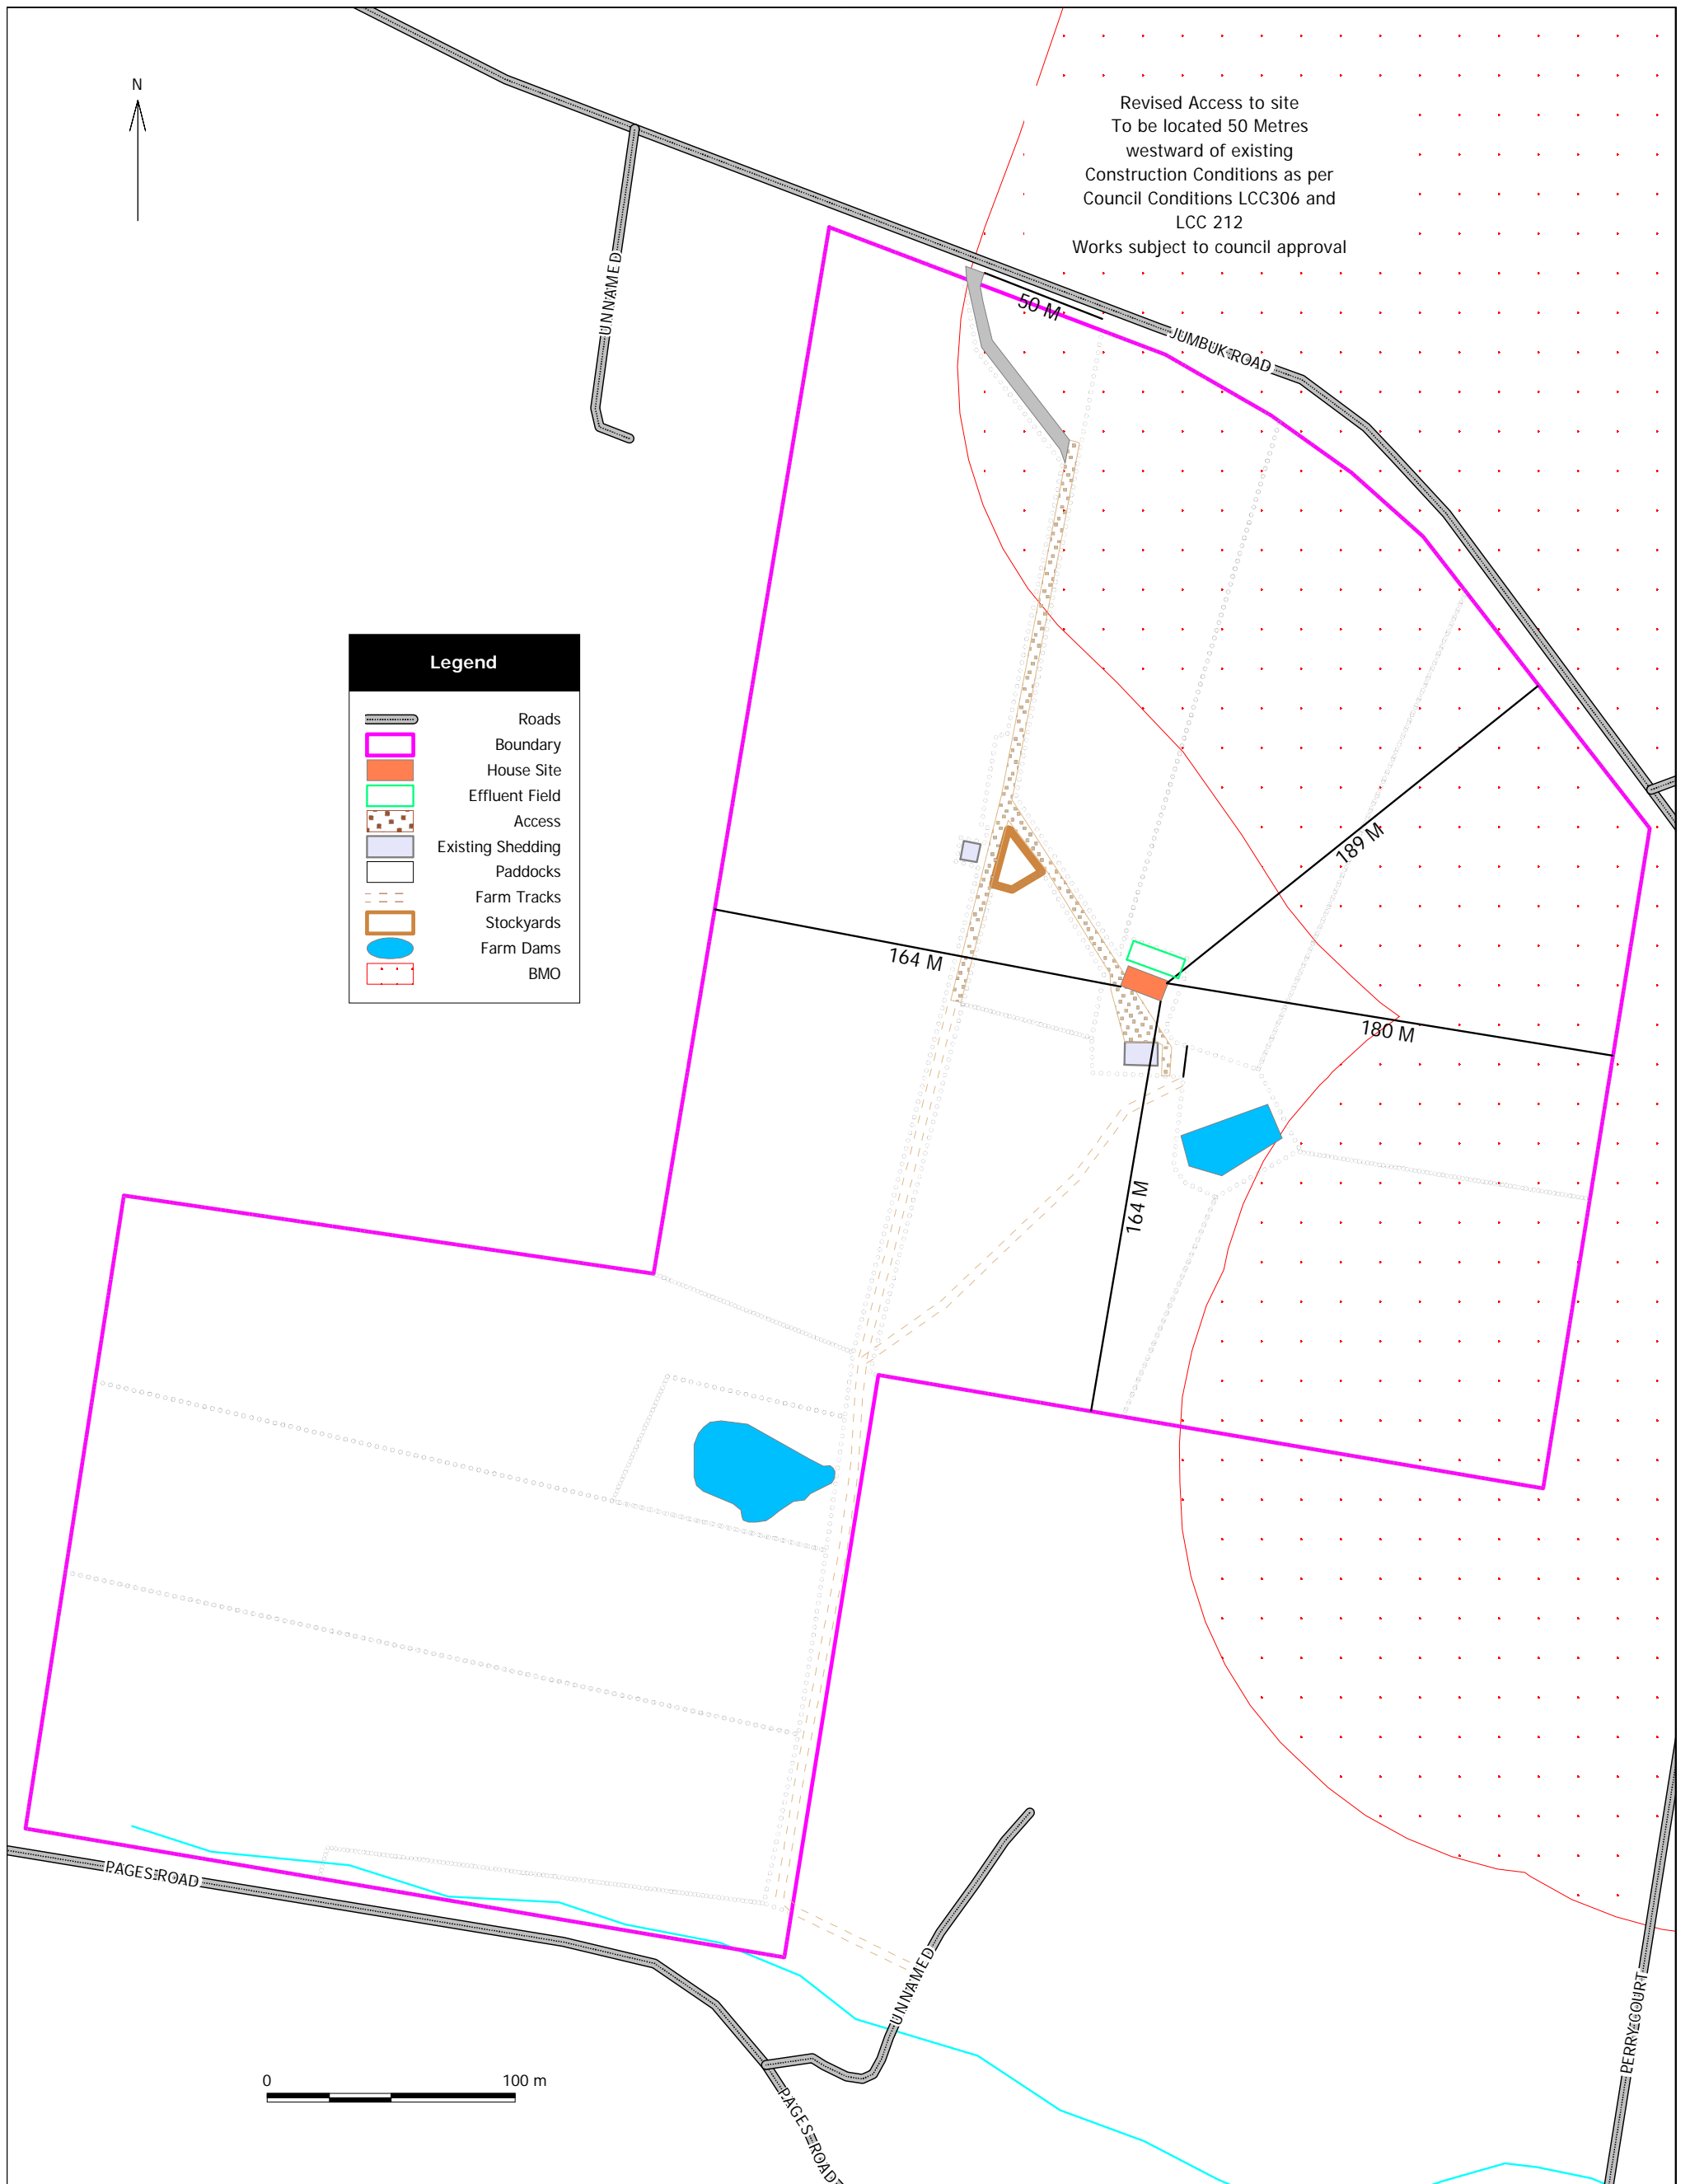 N
Revised Access to site
To be located 50 Metres
westward of existing
Construction Conditions as per
Council Conditions LCC306 and
LCC 212
Works subject to council approval
UNNAMED
50 M
JUMBUK ROAD
Legend
Roads
Boundary
House Site
Effluent Field
Access
Existing Shedding
Paddocks
Farm Tracks
Stockyards
Farm Dams
BMO
189 M
164 M
180 M
164 M
PAGES ROAD
UNNAMED
PERRY COURT
0 100 m
PAGES ROAD